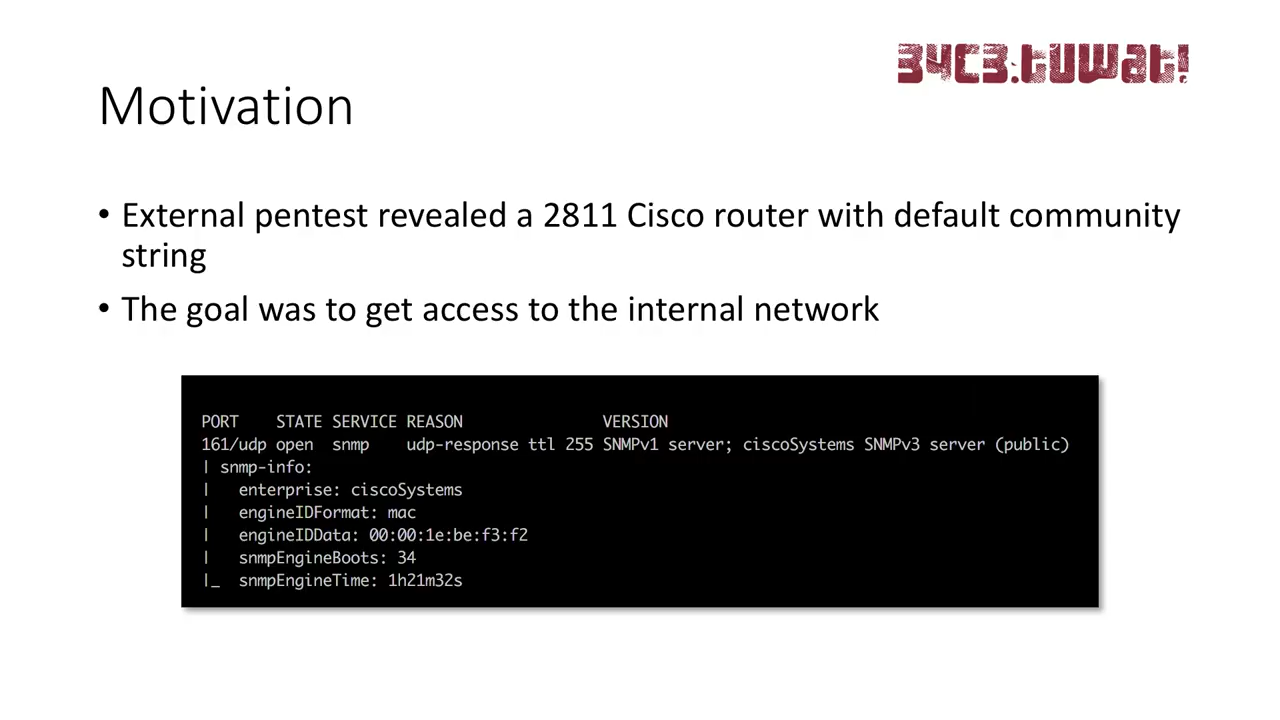 34C3.tuwat!
Motivation
• External pentest revealed a 2811 Cisco router with default community
string
• The goal was to get access to the internal network
PORT    STATE SERVICE REASON               VERSION
161/udp open  snmp    udp-response ttl 255 SNMPv1 server; ciscoSystems SNMPv3 server (public)
| snmp-info:
|   enterprise: ciscoSystems
|   engineIDFormat: mac
|   engineIDData: 00:00:1e:be:f3:f2
|   snmpEngineBoots: 34
|_  snmpEngineTime: 1h21m32s